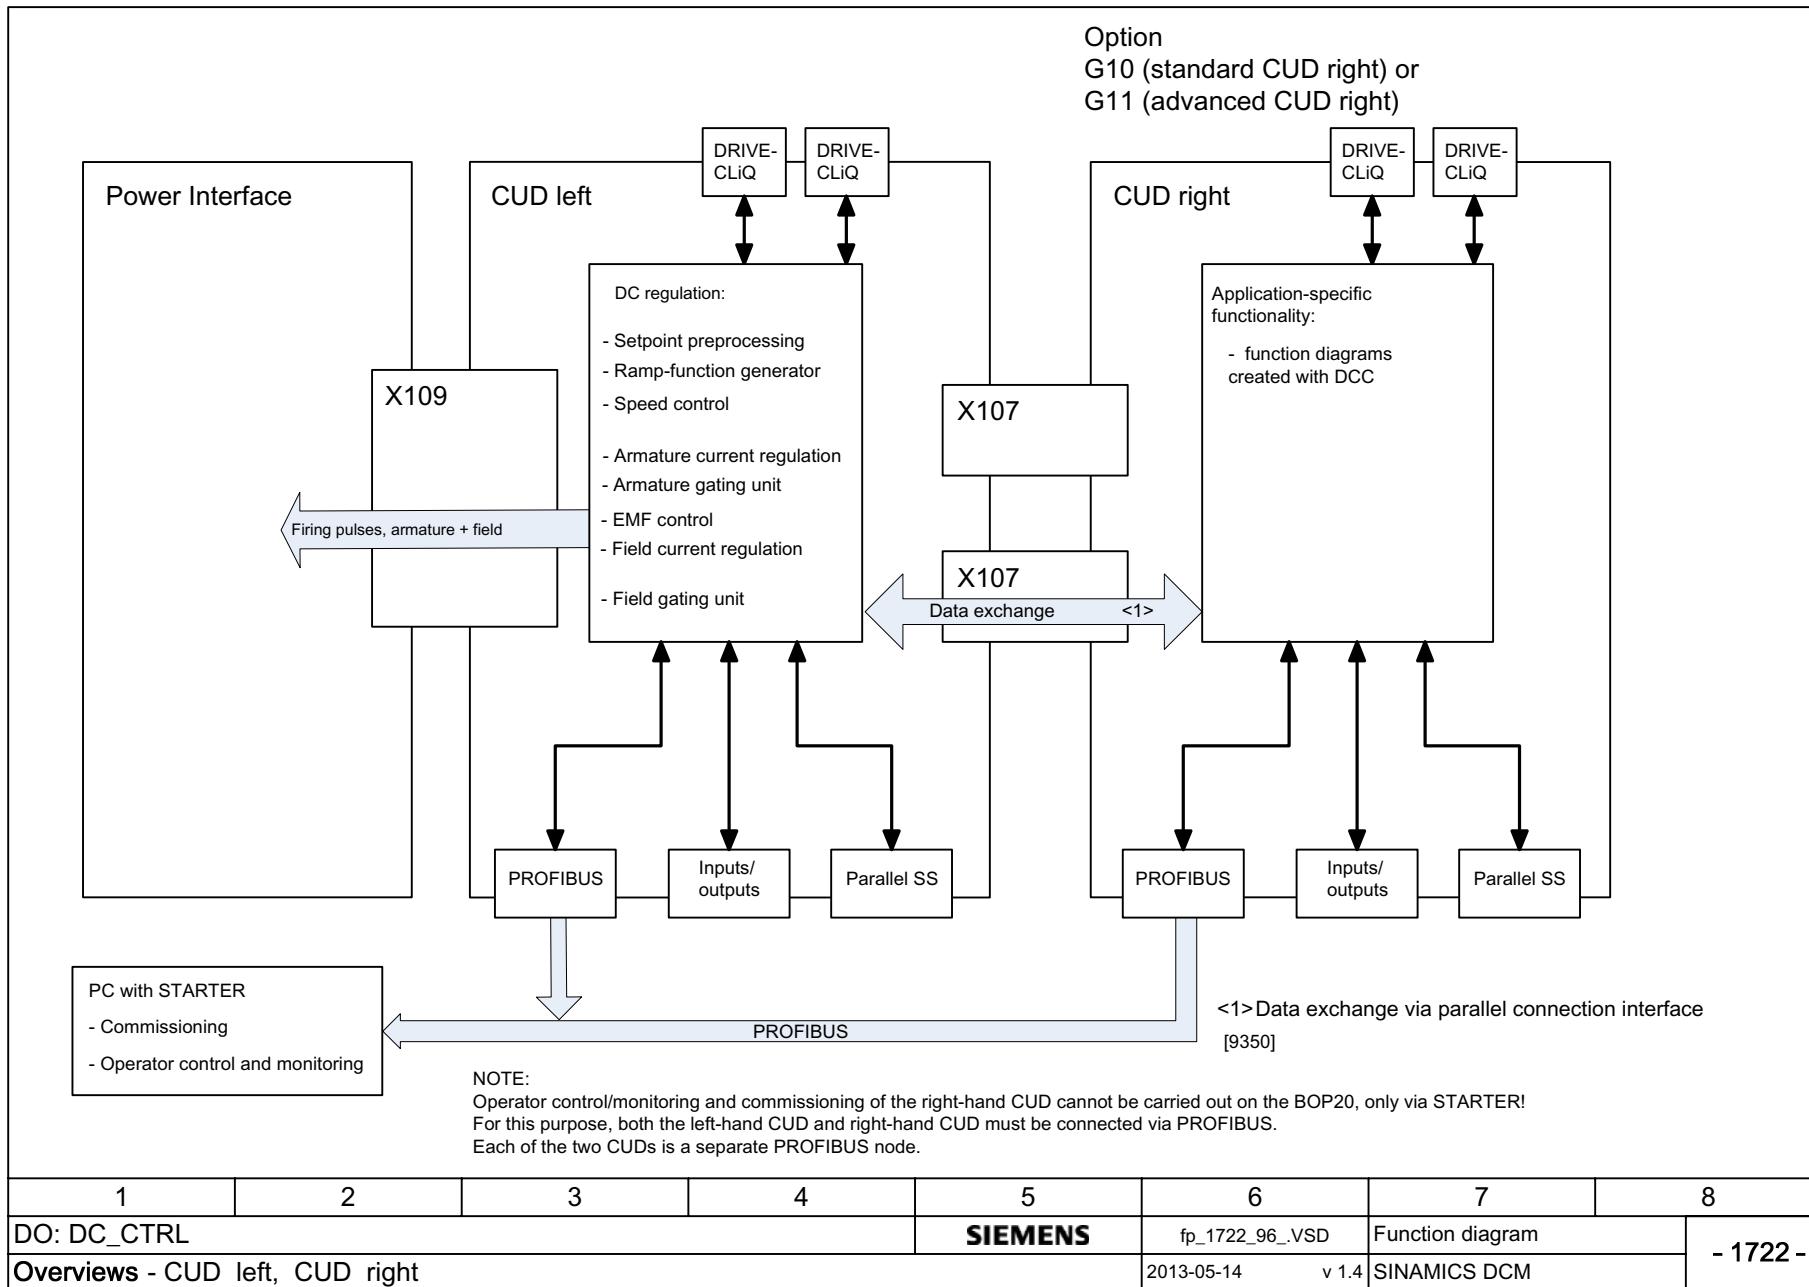 Option
G10 (standard CUD right) or
G11 (advanced CUD right)
DRIVE-
CLiQ
DRIVE-
CLiQ
DRIVE-
CLiQ
DRIVE-
CLiQ
Power Interface
CUD left
CUD right
DC regulation:
- Setpoint preprocessing
- Ramp-function generator
- Speed control
- Armature current regulation
- Armature gating unit
- EMF control
- Field current regulation
- Field gating unit
Application-specific
functionality:
- function diagrams
created with DCC
X109
X107
Firing pulses, armature + field
X107
Data exchange <1>
PROFIBUS
Inputs/
outputs
Parallel SS
PROFIBUS
Inputs/
outputs
Parallel SS
PC with STARTER
- Commissioning
- Operator control and monitoring
PROFIBUS
<1>Data exchange via parallel connection interface
[9350]
NOTE:
Operator control/monitoring and commissioning of the right-hand CUD cannot be carried out on the BOP20, only via STARTER!
For this purpose, both the left-hand CUD and right-hand CUD must be connected via PROFIBUS.
Each of the two CUDs is a separate PROFIBUS node.
1 2 3 4 5 6 7 8
DO: DC_CTRL
SIEMENS
fp_1722_96_.VSD
Function diagram
- 1722 -
Overviews - CUD left, CUD right
2013-05-14 v 1.4
SINAMICS DCM